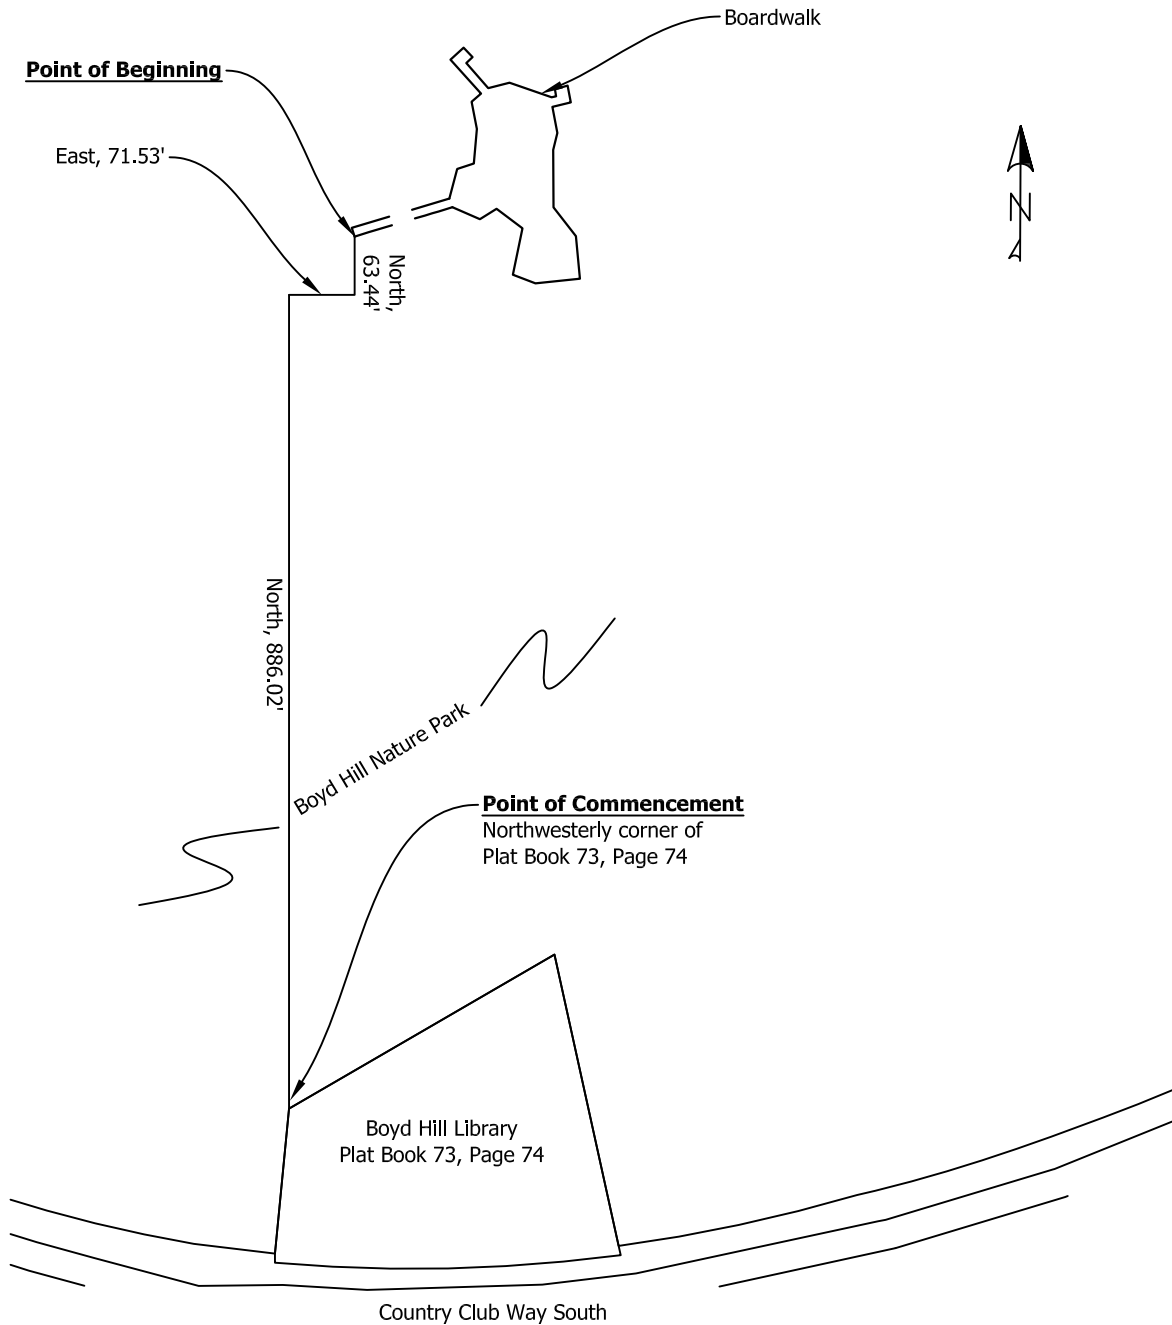 Boardwalk
Point of Beginning
East, 71.53'
N
North,
63.44'
North, 886.02'
Boyd Hill Nature Park
Point of Commencement
Northwesterly corner of
Plat Book 73, Page 74
Boyd Hill Library
Plat Book 73, Page 74
Country Club Way South